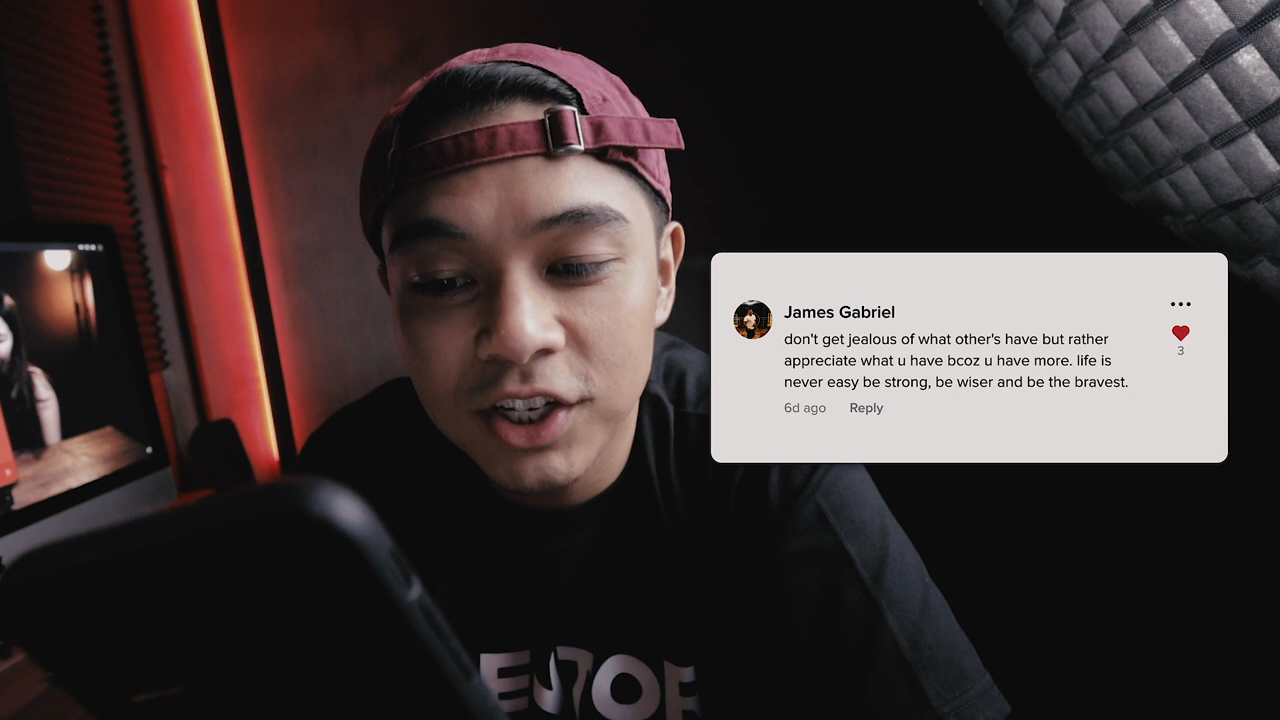 James Gabriel
don't get jealous of what other's have but rather
appreciate what u have bcoz u have more. life is
never easy be strong, be wiser and be the bravest.
3
6d ago Reply